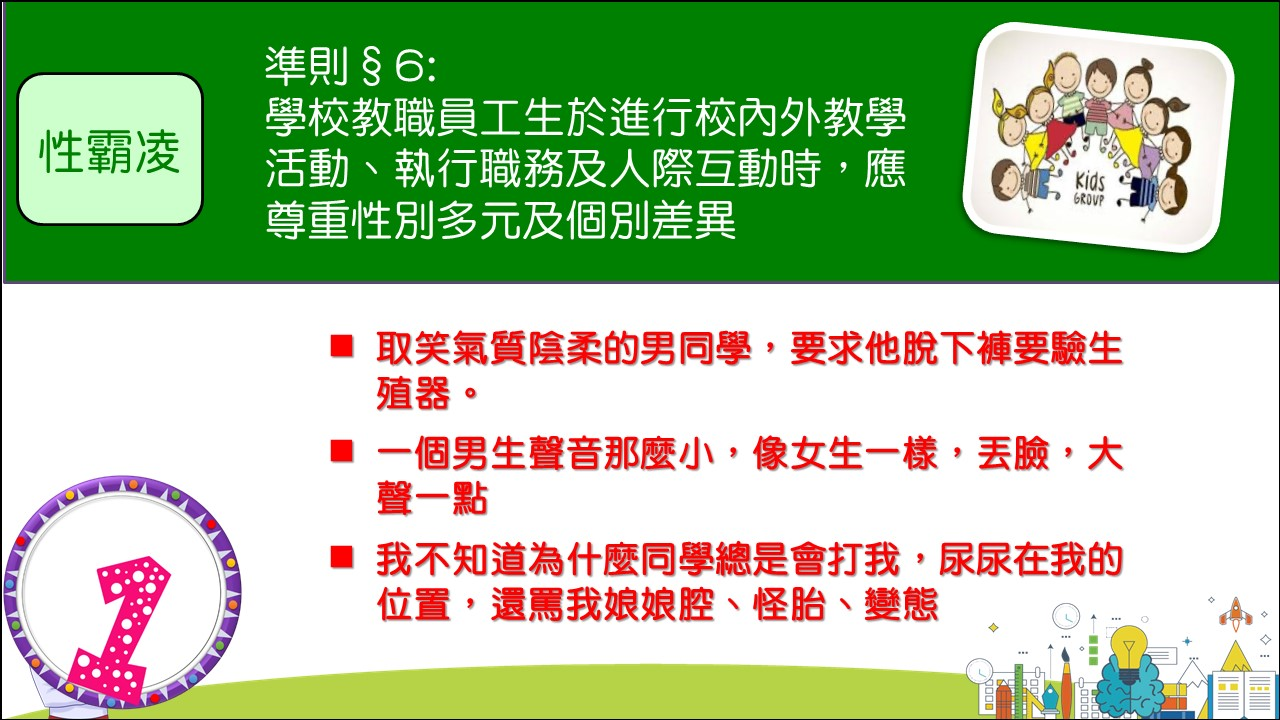 性霸凌
準則§6:
學校教職員工生於進行校內外教學
活動、執行職務及人際互動時，應
尊重性別多元及個別差異
Kids
GROUP
■ 取笑氣質陰柔的男同學，要求他脫下褲要驗生
殖器。
■ 一個男生聲音那麼小，像女生一樣，丟臉，大
聲一點
■ 我不知道為什麼同學總是會打我，尿尿在我的
位置，還罵我娘娘腔、怪胎、變態
1